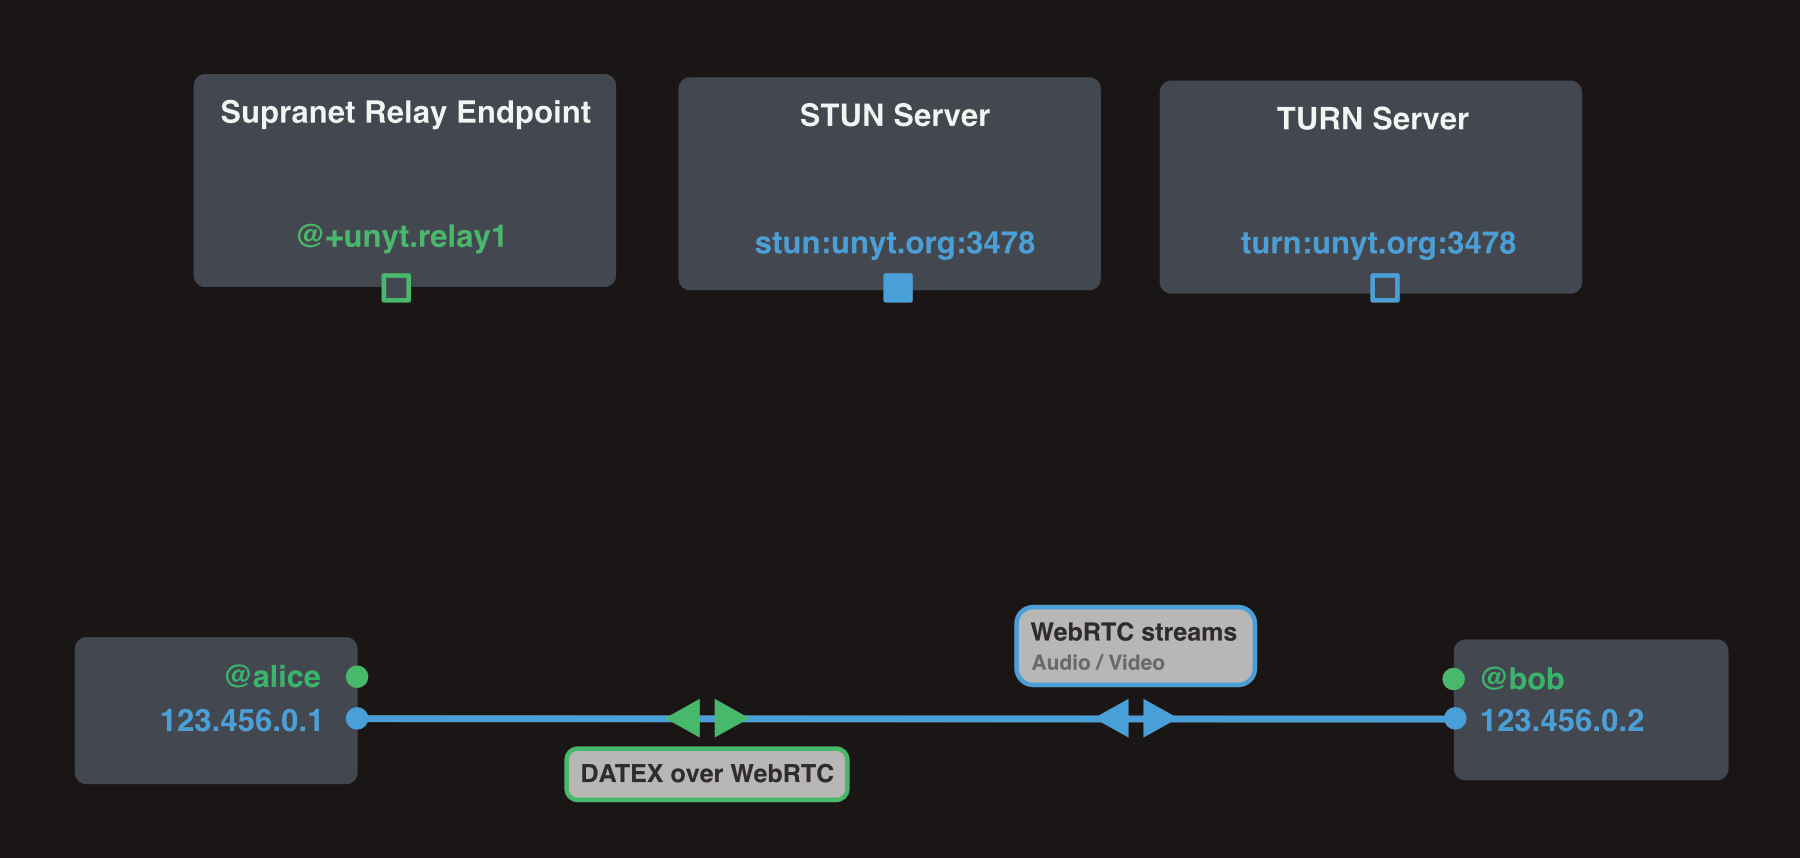 Supranet Relay Endpoint
@+unyt.relay1
STUN Server
stun:unyt.org:3478
TURN Server
turn:unyt.org:3478
WebRTC streams
Audio / Video
@alice
123.456.0.1
@bob
123.456.0.2
DATEX over WebRTC